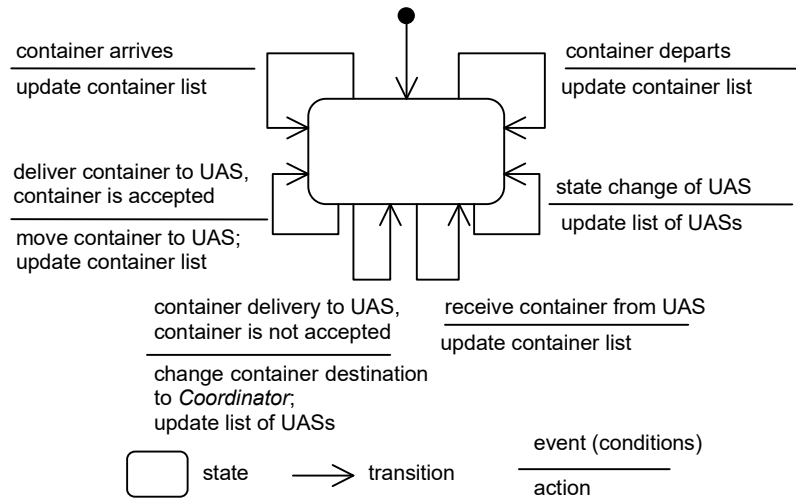 container arrives
update container list
container departs
update container list
deliver container to UAS,
container is accepted
move container to UAS;
update container list
state change of UAS
update list of UASs
container delivery to UAS,
container is not accepted
change container destination
to Coordinator;
update list of UASs
receive container from UAS
update container list
state
transition
event (conditions)
action